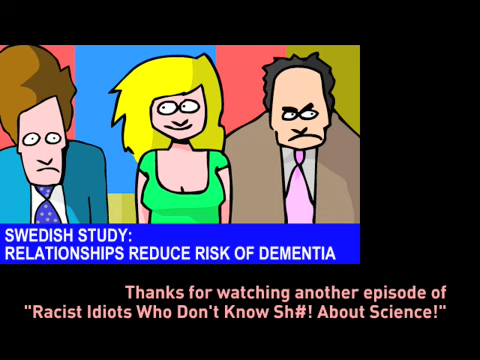 SWEDISH STUDY:
RELATIONSHIPS REDUCE RISK OF DEMENTIA
Thanks for watching another episode of
"Racist Idiots Who Don't Know Sh#! About Science!"